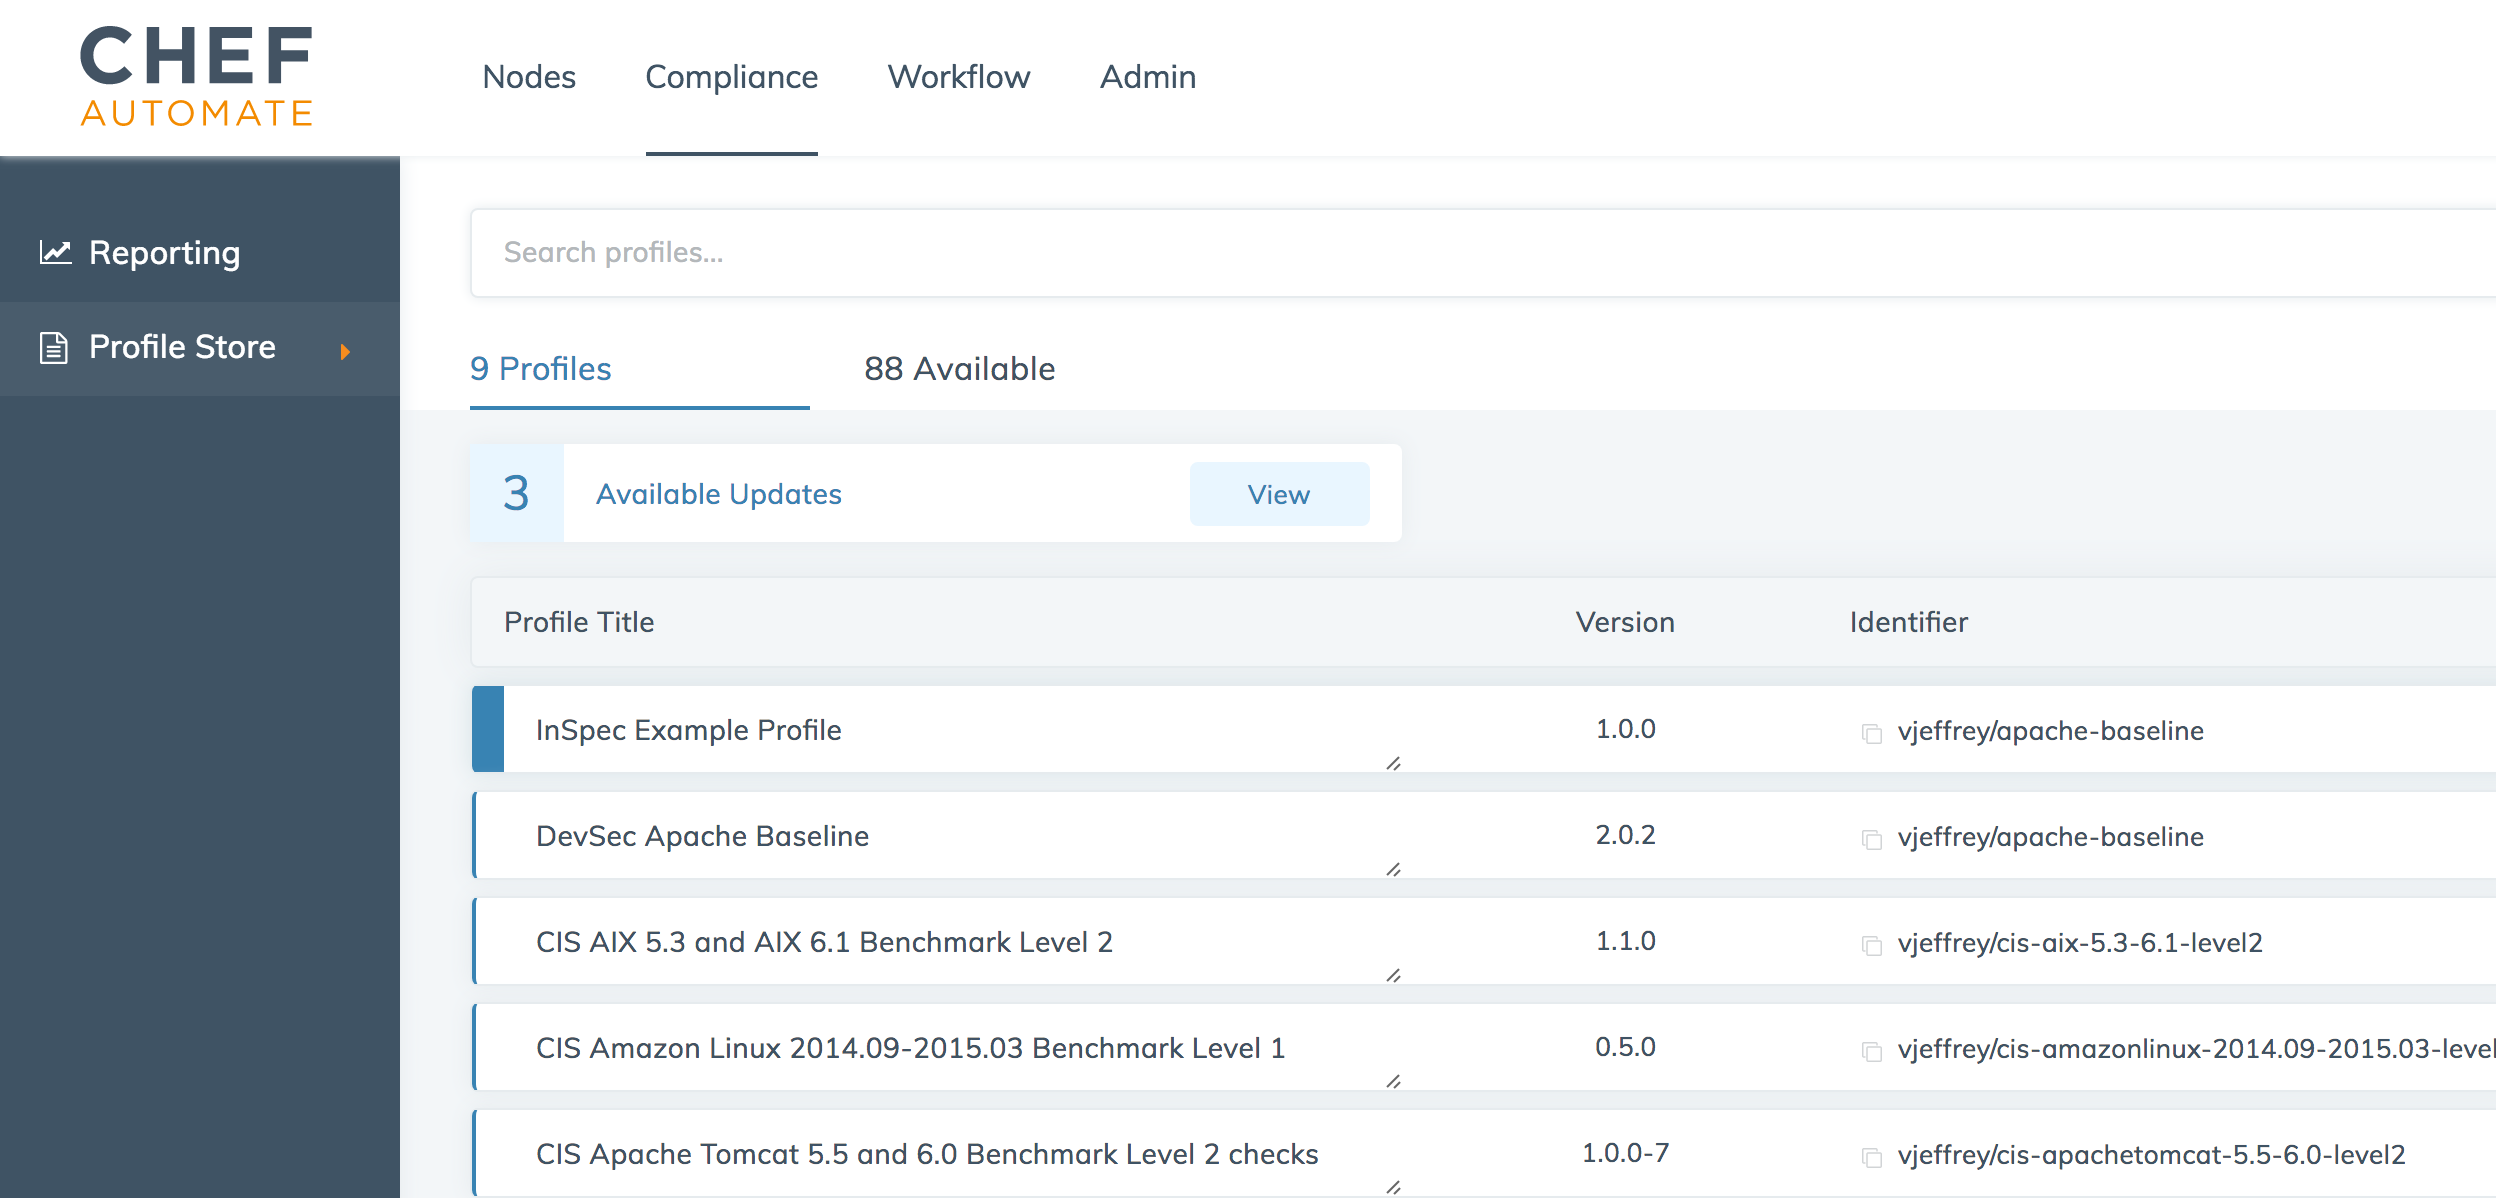 CHEF
AUTOMATE
Nodes Compliance Workflow Admin
Reporting
Profile Store
Search profiles...
9 Profiles 88 Available
3 Available Updates View
Profile Title Version Identifier
InSpec Example Profile 1.0.0 vjeffrey/apache-baseline
DevSec Apache Baseline 2.0.2 vjeffrey/apache-baseline
CIS AIX 5.3 and AIX 6.1 Benchmark Level 2 1.1.0 vjeffrey/cis-aix-5.3-6.1-level2
CIS Amazon Linux 2014.09-2015.03 Benchmark Level 1 0.5.0 vjeffrey/cis-amazonlinux-2014.09-2015.03-level
CIS Apache Tomcat 5.5 and 6.0 Benchmark Level 2 checks 1.0.0-7 vjeffrey/cis-apachetomcat-5.5-6.0-level2